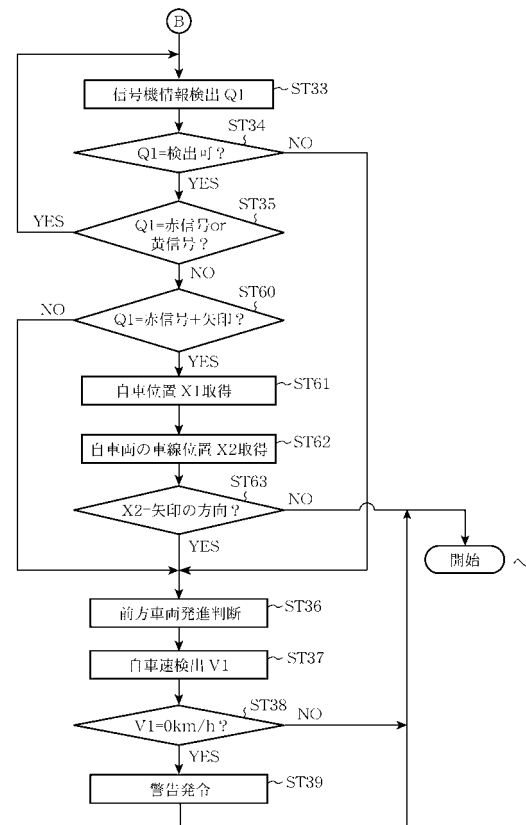 B
信号機情報検出 Q1
ST33
ST34
Q1=検出可?
NO
YES
ST35
YES
Q1=赤信号or
黄信号?
NO
ST60
NO
Q1=赤信号+矢印?
YES
自車位置 X1取得
ST61
自車両の車線位置 X2取得
ST62
ST63
X2=矢印の方向?
NO
YES
開始 へ
前方車両発進判断
ST36
自車速検出 V1
ST37
ST38
V1=0km/h?
NO
YES
警告発令
ST39